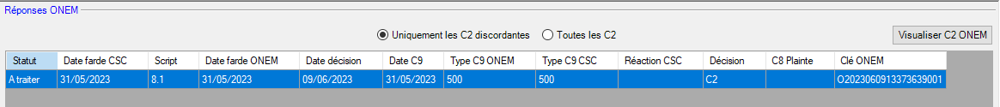 Réponses ONEM
Uniquement les C2 discordantes Toutes les C2 Visualiser C2 ONEM
Statut Date farde CSC Script Date farde ONEM Date décision Date C9 Type C9 ONEM Type C9 CSC Réaction CSC Décision C8 Plainte Clé ONEM
A traiter 31/05/2023 8.1 31/05/2023 09/06/2023 31/05/2023 500 500 C2 O2023060913373639001